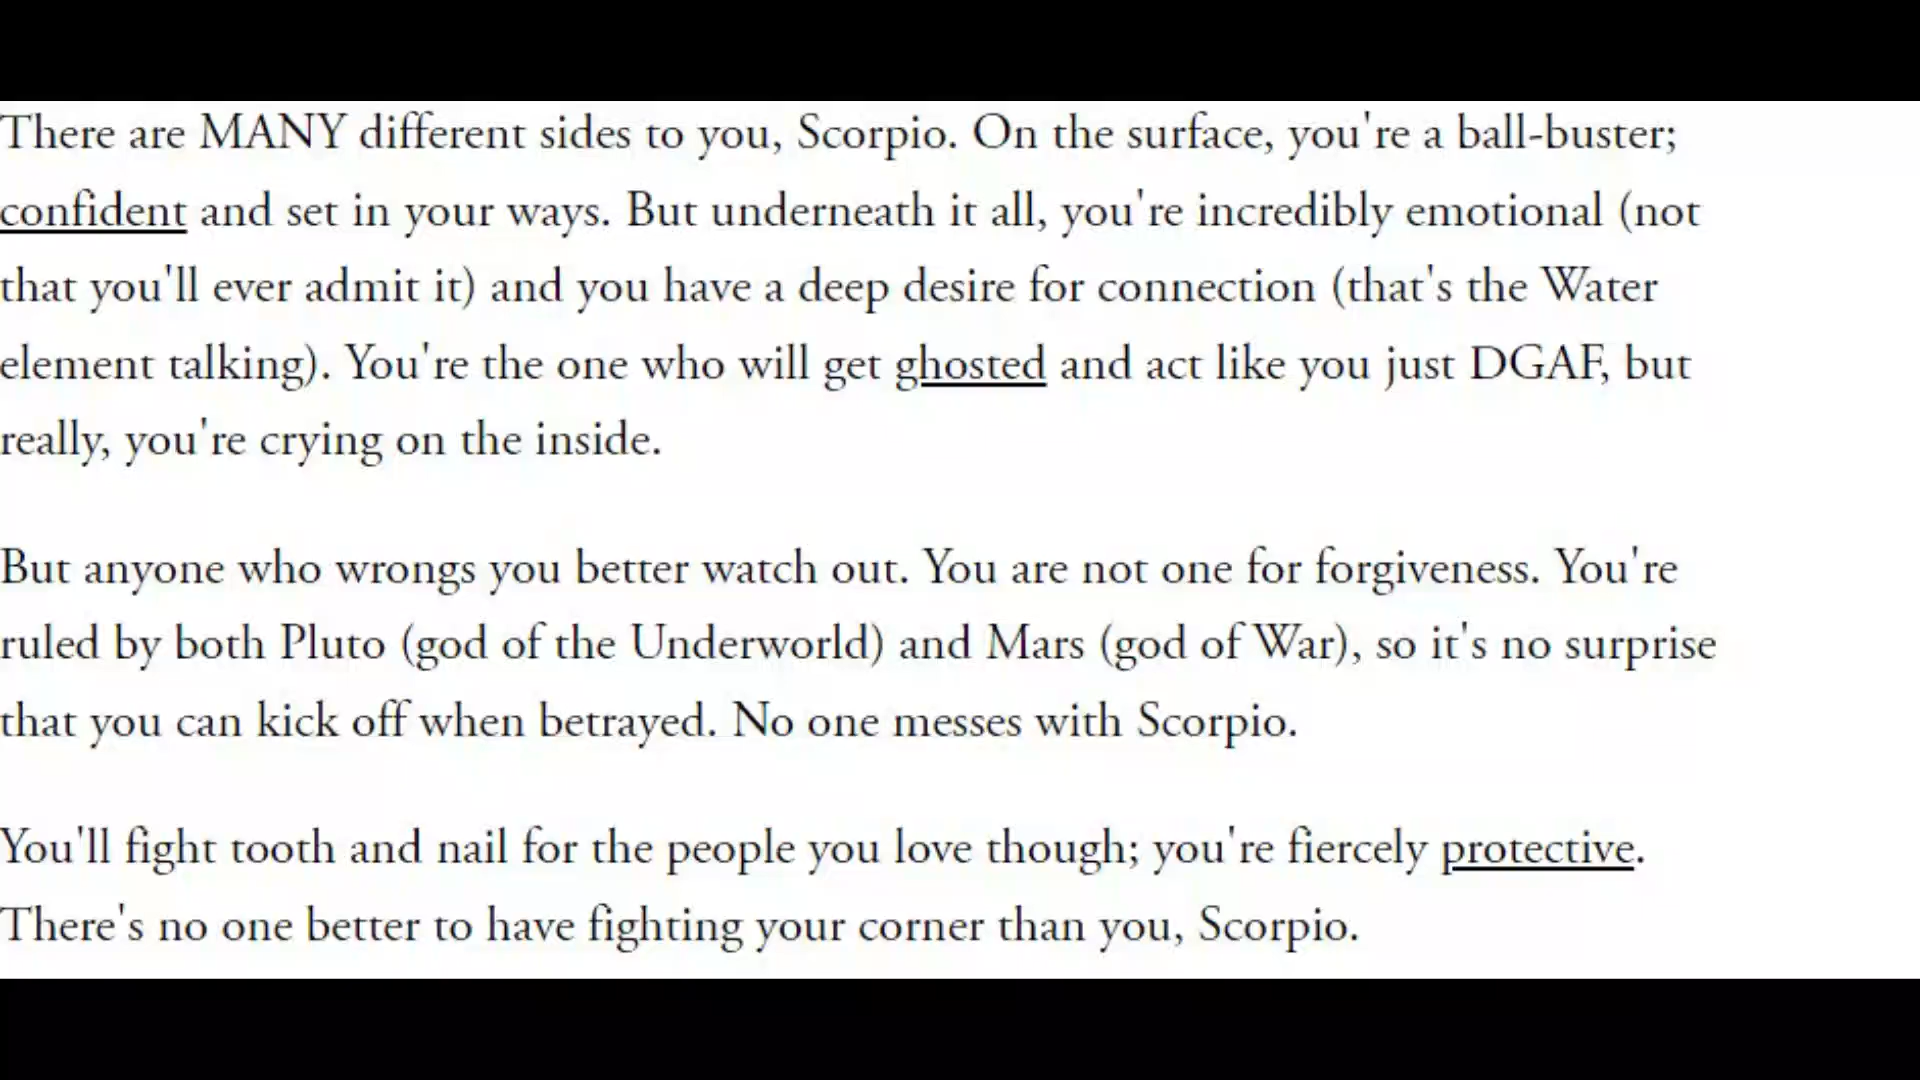 There are MANY different sides to you, Scorpio. On the surface, you're a ball-buster;
confident and set in your ways. But underneath it all, you're incredibly emotional (not
that you'll ever admit it) and you have a deep desire for connection (that's the Water
element talking). You're the one who will get ghosted and act like you just DGAF, but
really, you're crying on the inside.
But anyone who wrongs you better watch out. You are not one for forgiveness. You're
ruled by both Pluto (god of the Underworld) and Mars (god of War), so it's no surprise
that you can kick off when betrayed. No one messes with Scorpio.
You'll fight tooth and nail for the people you love though; you're fiercely protective.
There's no one better to have fighting your corner than you, Scorpio.